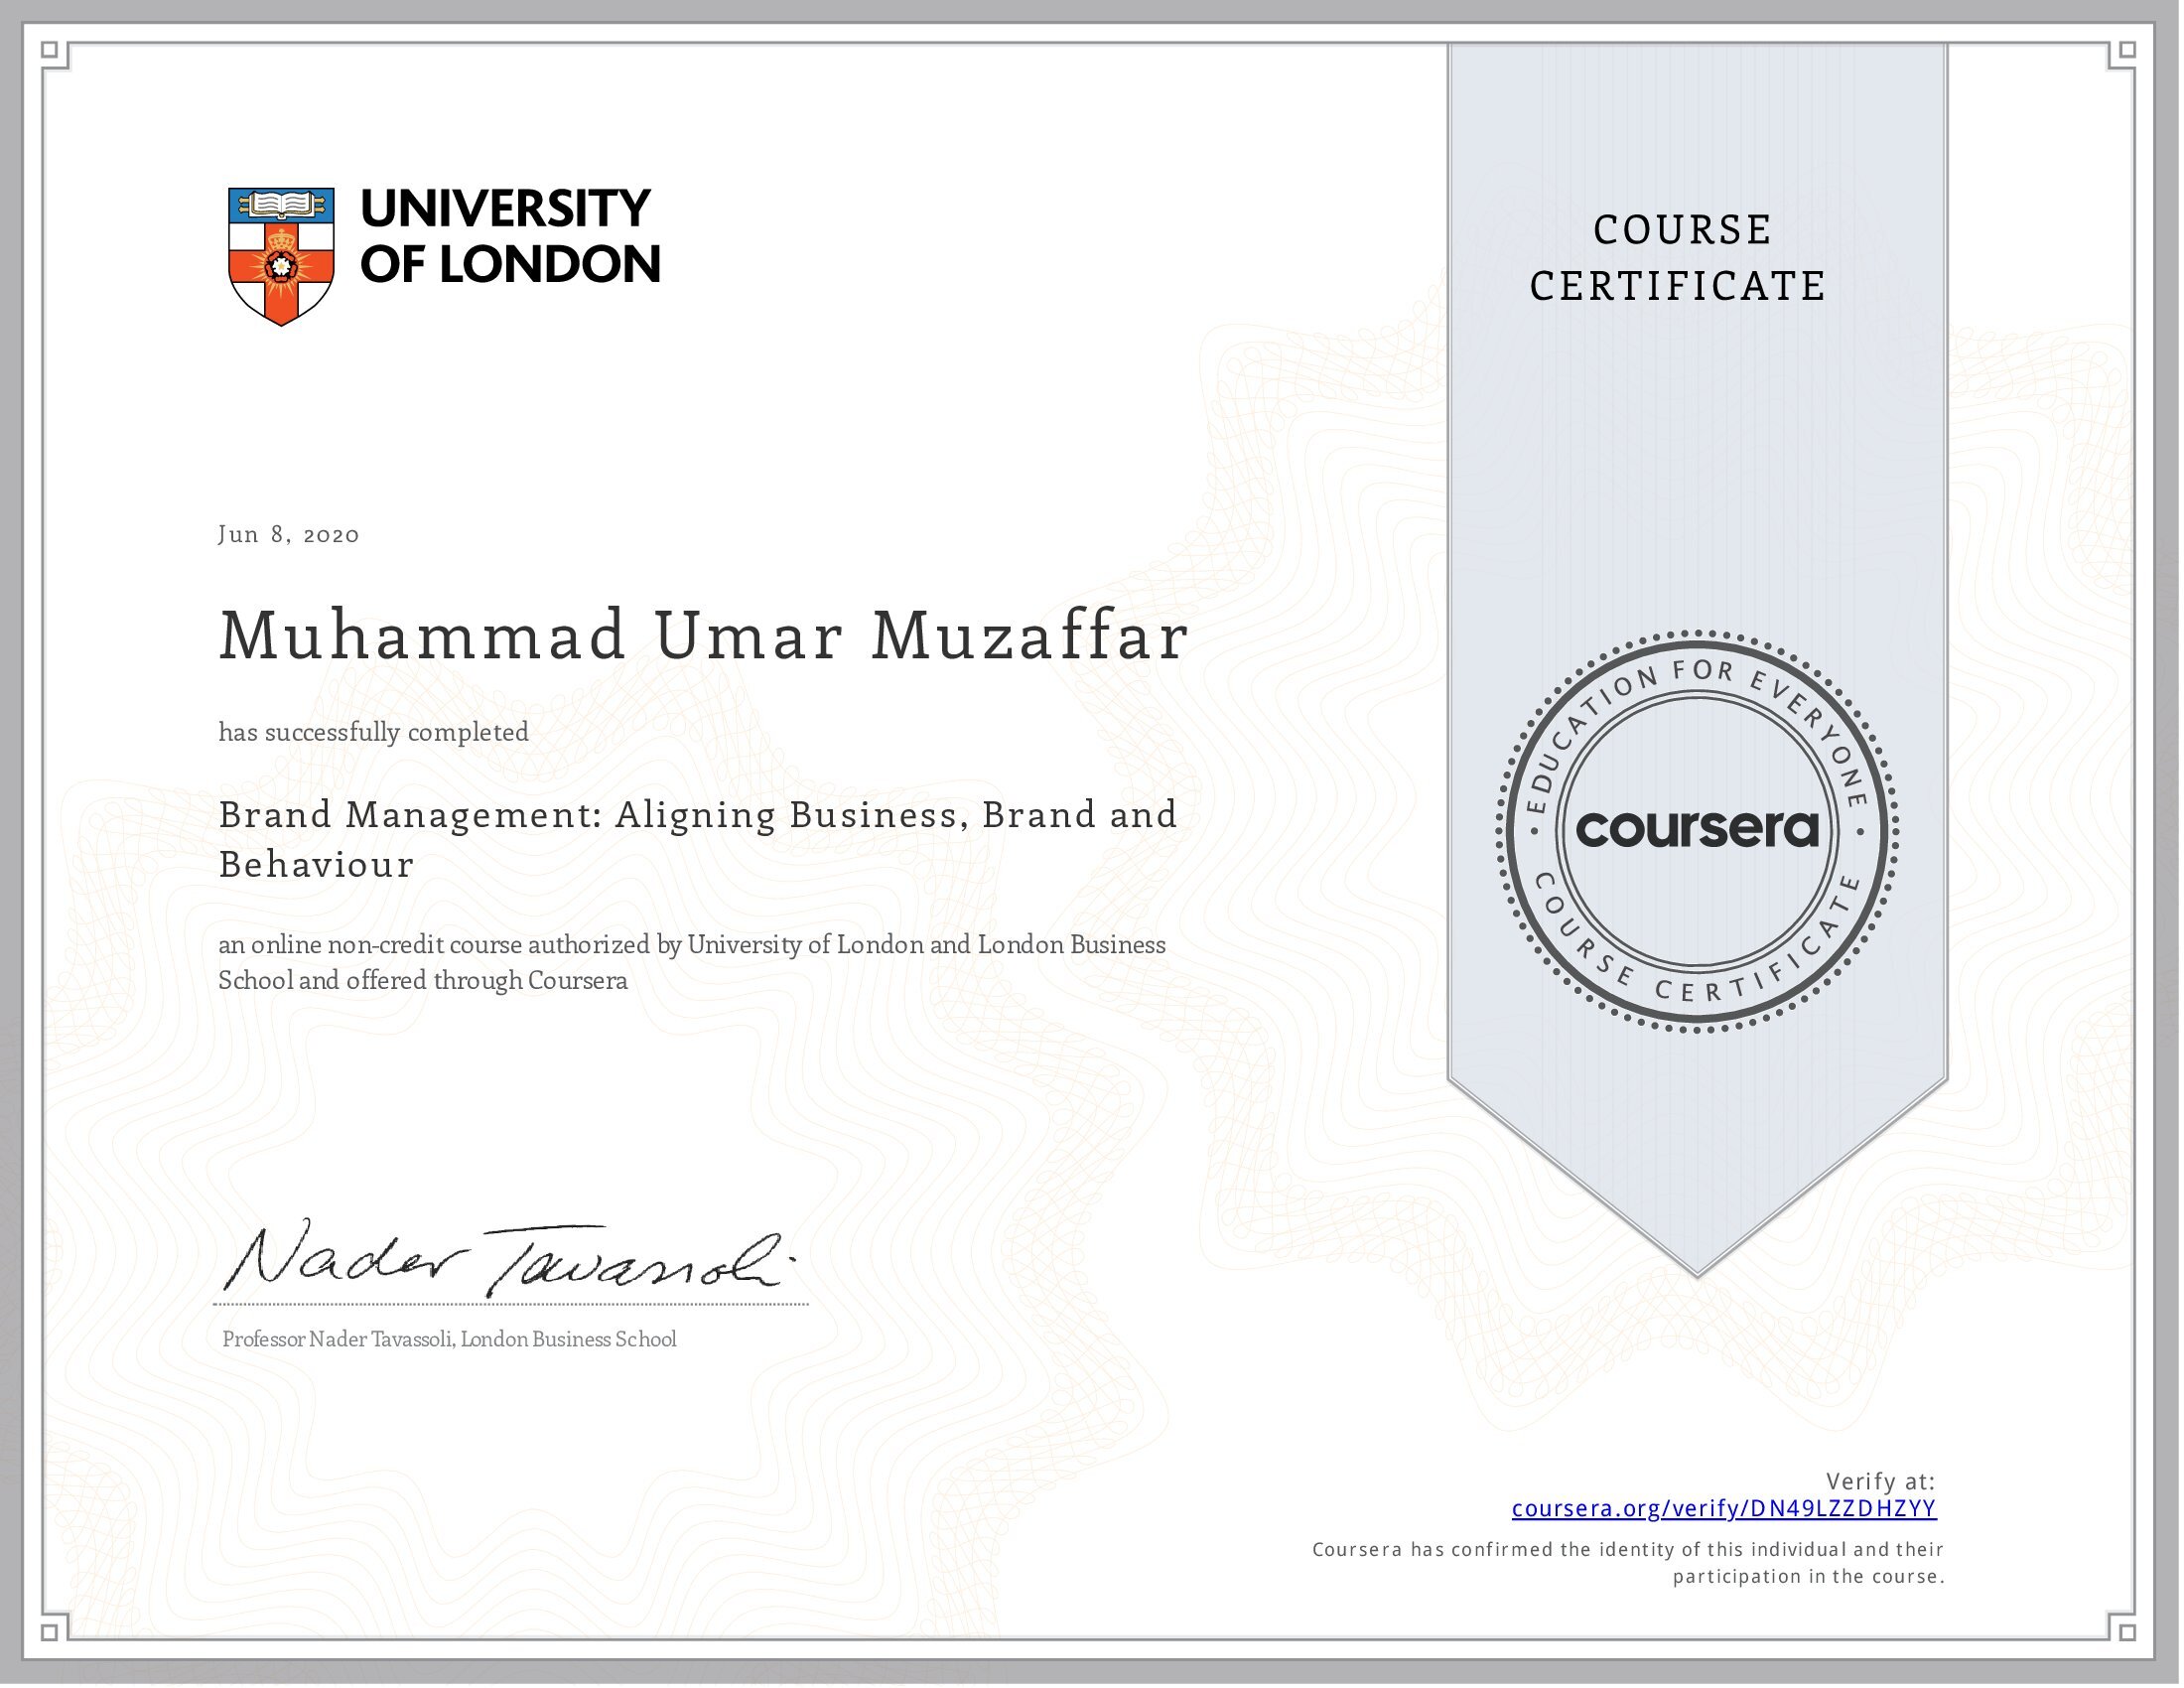 UNIVERSITY
OF LONDON
COURSE
CERTIFICATE
Jun 8, 2020
Muhammad Umar Muzaffar
has successfully completed
Brand Management: Aligning Business, Brand and
Behaviour
an online non-credit course authorized by University of London and London Business
School and offered through Coursera
EDUCATION FOR EVERYONE
coursera
COURSE CERTIFICATE
Nader Tavassoli
Professor Nader Tavassoli, London Business School
Verify at:
coursera.org/verify/DN49LZZDHZYY
Coursera has confirmed the identity of this individual and their
participation in the course.